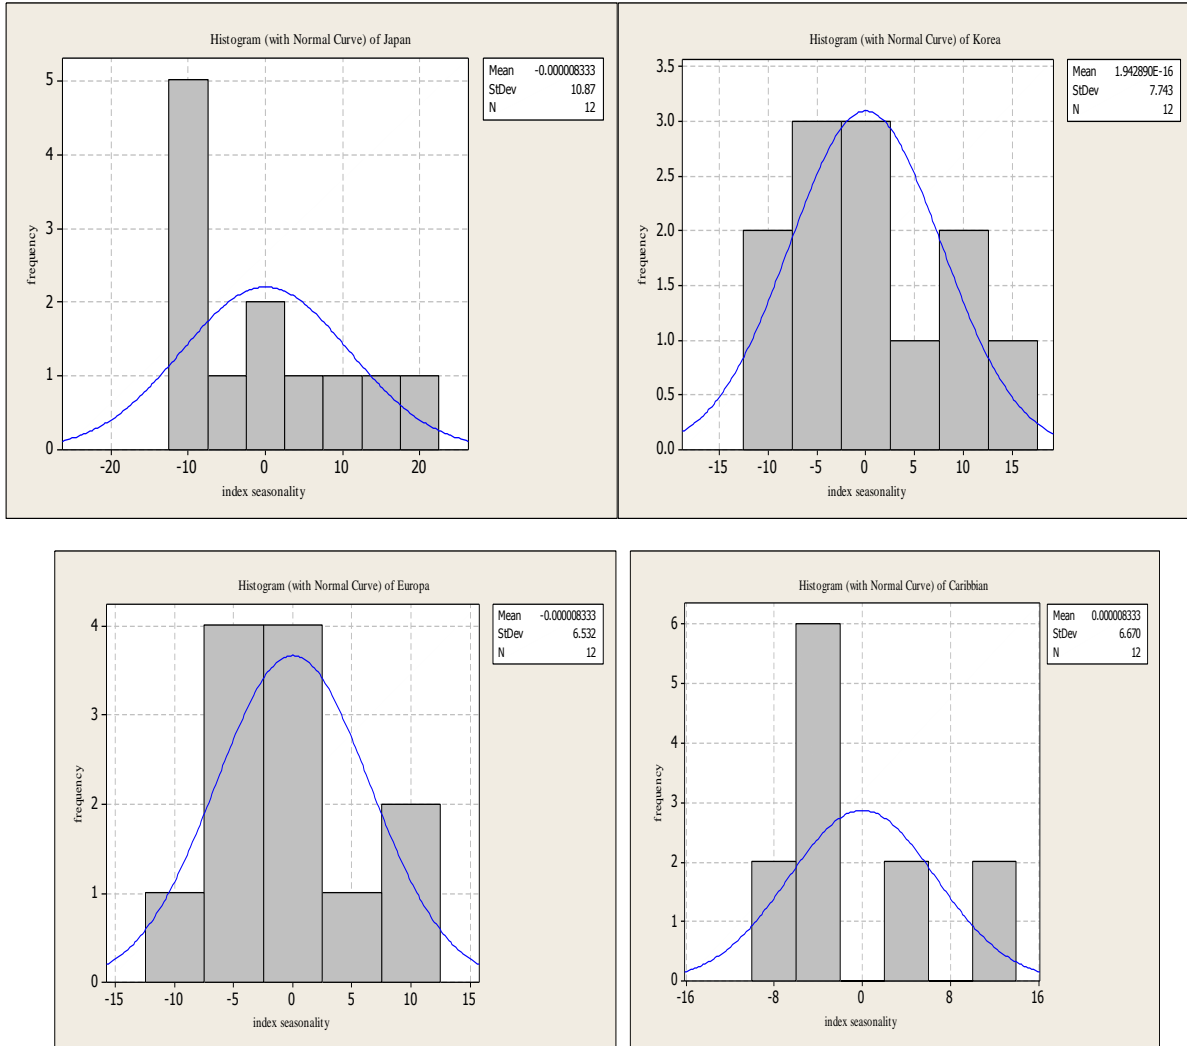 Histogram (with Normal Curve) of Japan
Mean -0.000008333
StDev 10.87
N 12
5
4
3
2
1
0
frequency
-20 -10 0 10 20
index seasonality
Histogram (with Normal Curve) of Korea
Mean 1.942890E-16
StDev 7.743
N 12
3.5
3.0
2.5
2.0
1.5
1.0
0.5
0.0
frequency
-15 -10 -5 0 5 10 15
index seasonality
Histogram (with Normal Curve) of Europa
Mean -0.000008333
StDev 6.532
N 12
4
3
2
1
0
frequency
-15 -10 -5 0 5 10 15
index seasonality
Histogram (with Normal Curve) of Caribbian
Mean 0.000008333
StDev 6.670
N 12
6
5
4
3
2
1
0
frequency
-16 -8 0 8 16
index seasonality